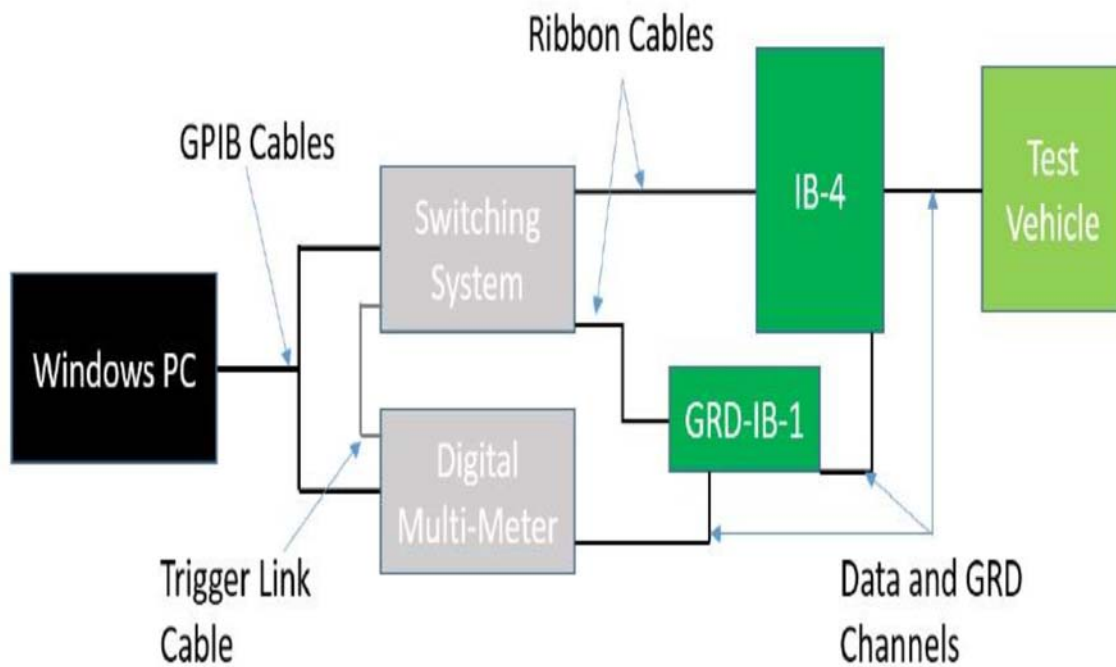 Ribbon Cables
GPIB Cables
Switching
System
IB-4
Test
Vehicle
Windows PC
GRD-IB-1
Digital
Multi-Meter
Trigger Link
Cable
Data and GRD
Channels